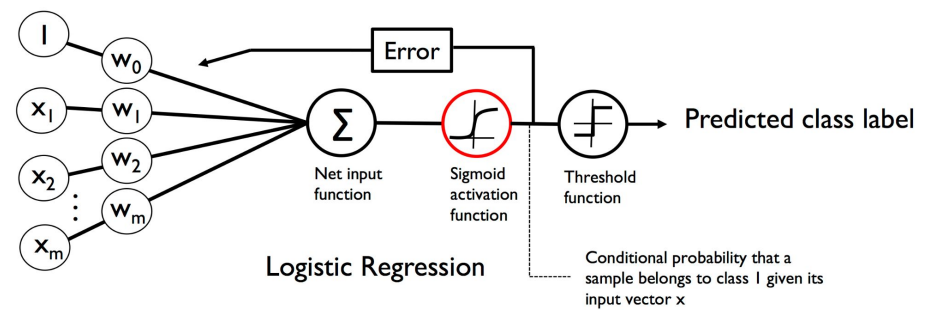 1
w0
Error
x1
w1
Σ
Predicted class label
x2
w2
Net input
function
Sigmoid
activation
function
Threshold
function
wm
xm
Logistic Regression
Conditional probability that a
sample belongs to class 1 given its
input vector x